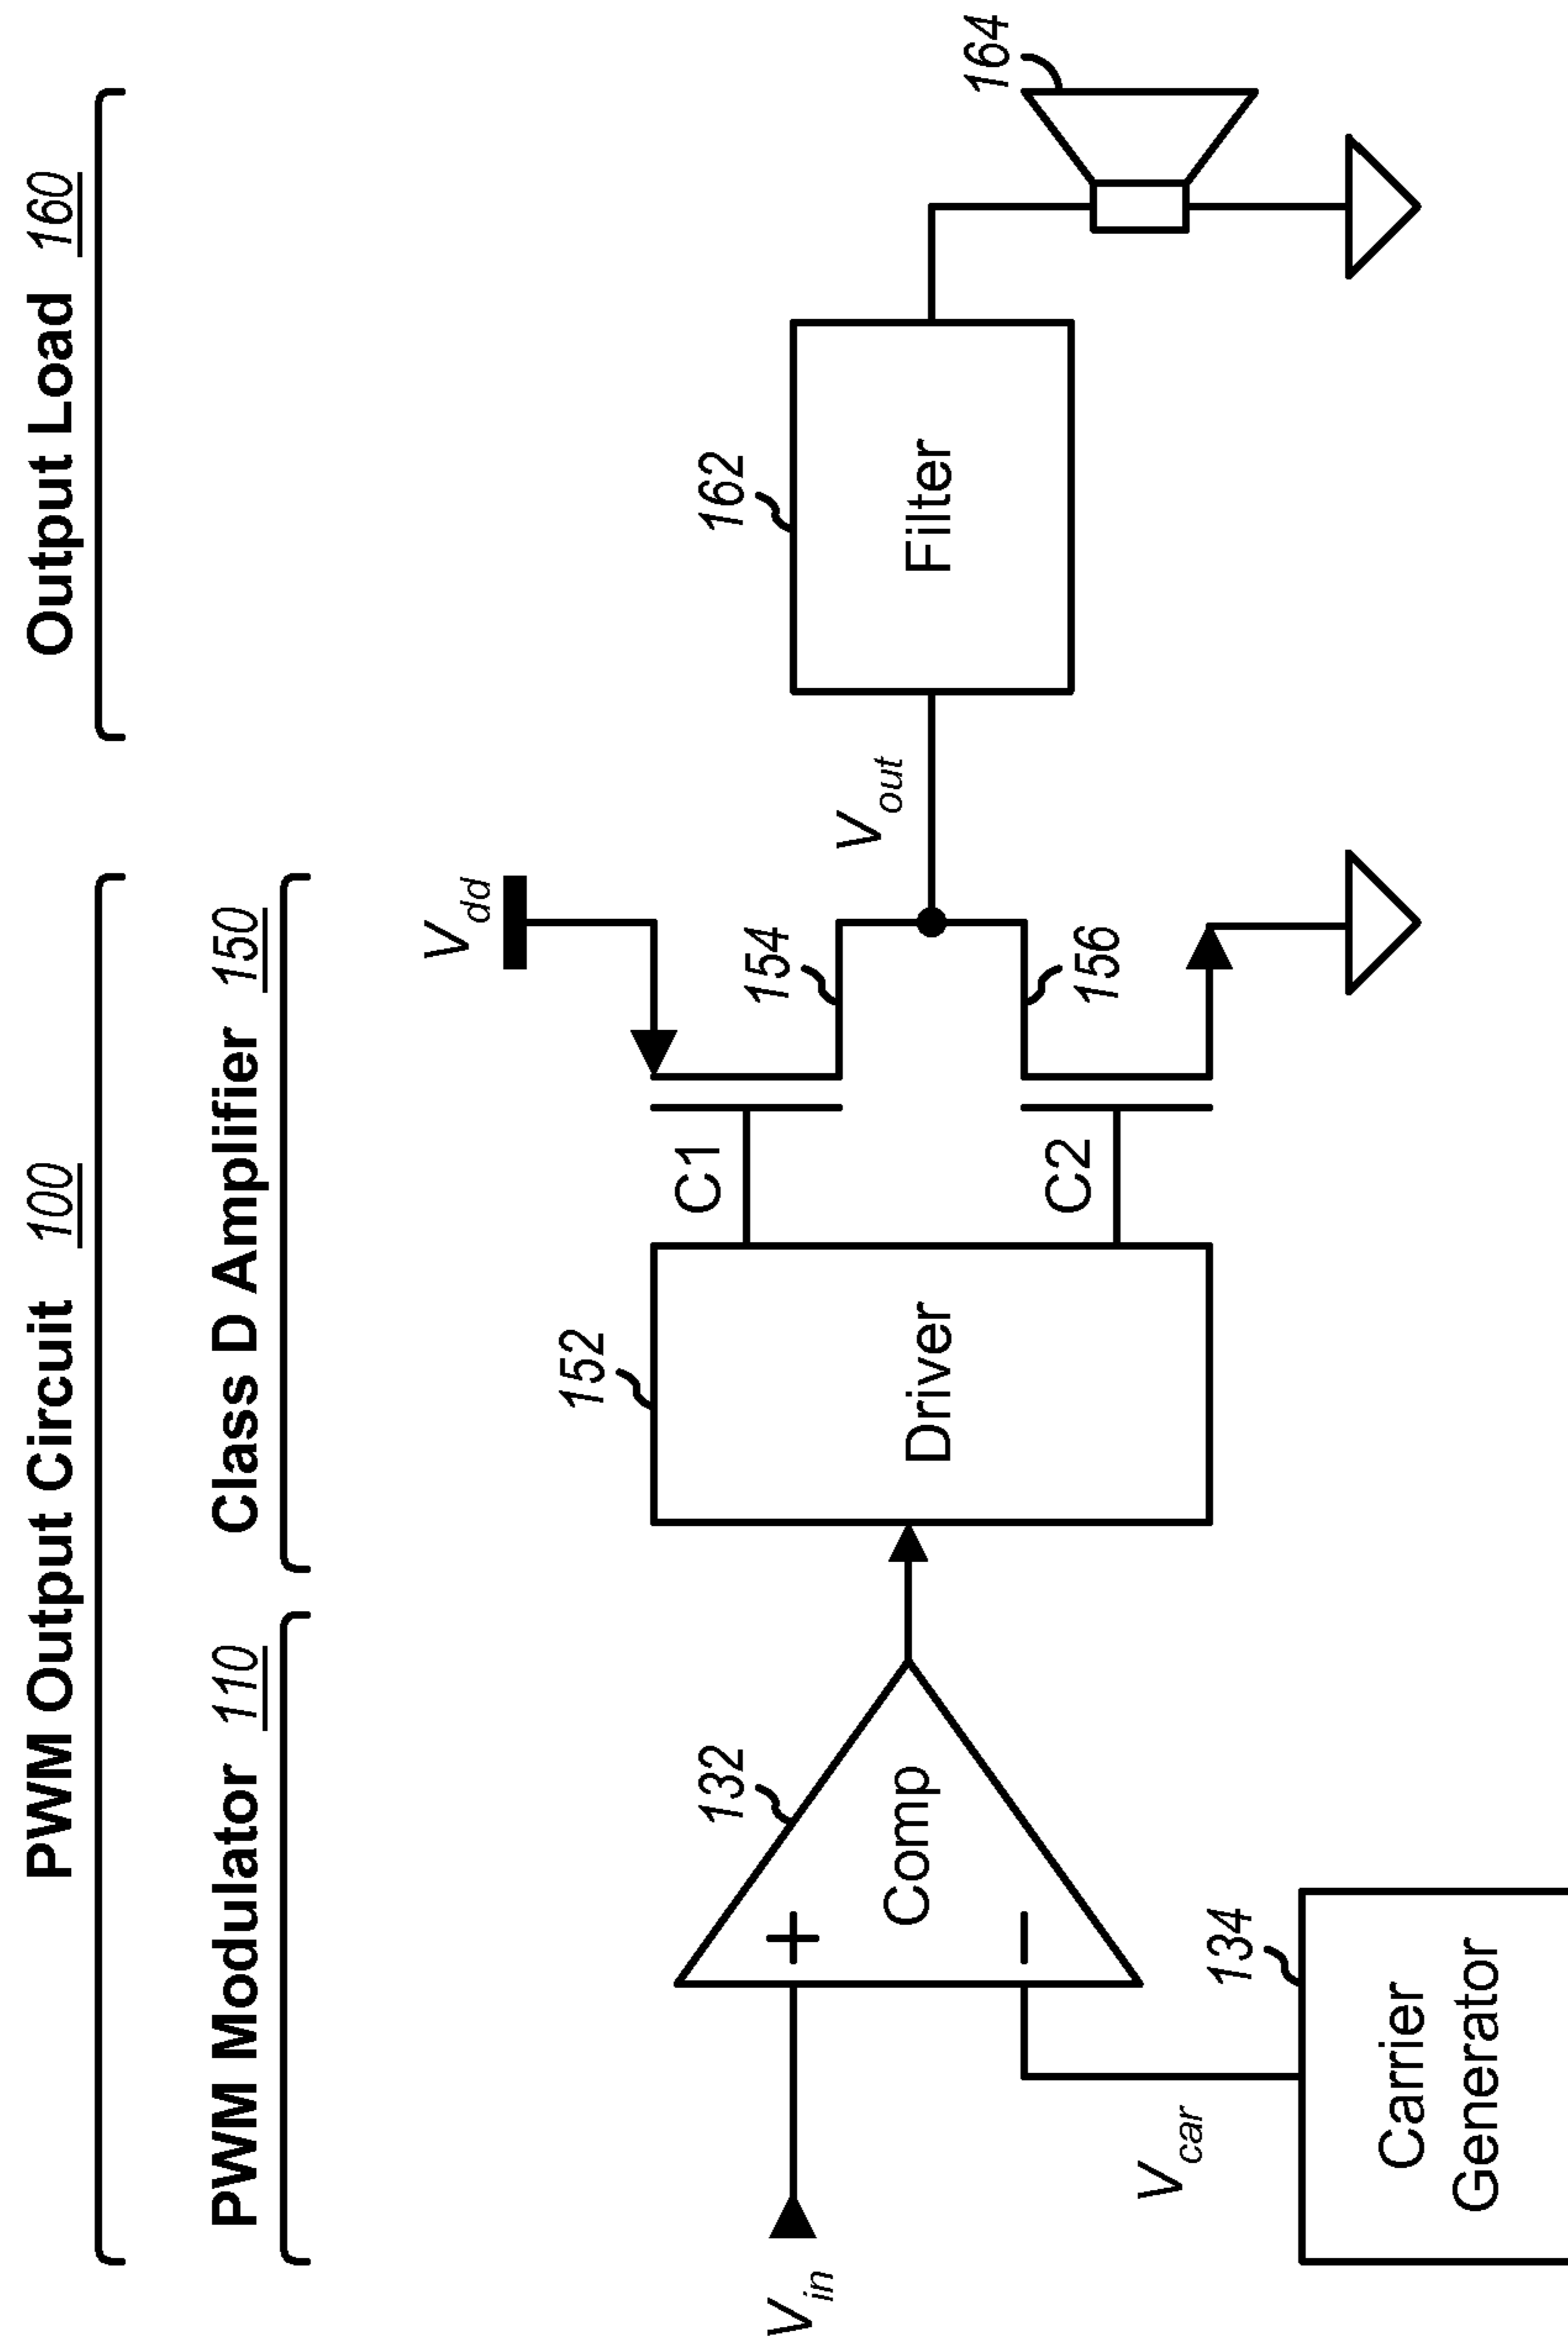 PWM Output Circuit 100
Output Load 160
PWM Modulator 110
Class D Amplifier 150
Vdd
152
132
162
164
154
C1
Vout
Vin
+
Comp
Driver
Filter
−
C2
156
Vcar
134
Carrier
Generator